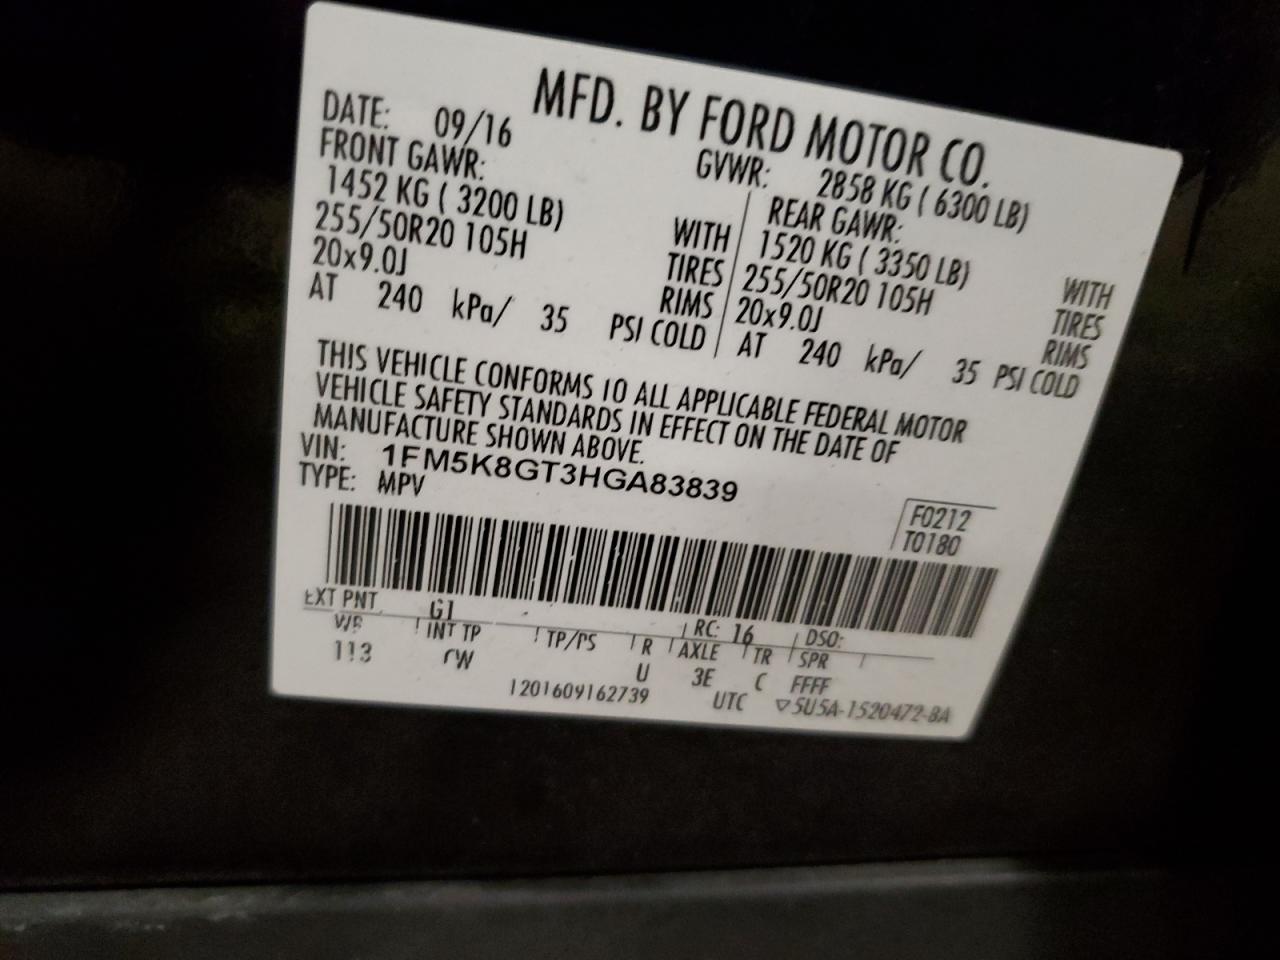 MFD. BY FORD MOTOR CO.
DATE: 09/16 GVWR: 2858 KG ( 6300 LB)
FRONT GAWR: REAR GAWR:
1452 KG ( 3200 LB) WITH 1520 KG ( 3350 LB) WITH
255/50R20 105H TIRES 255/50R20 105H TIRES
20x9.0J RIMS 20x9.0J RIMS
AT 240 kPa/ 35 PSI COLD AT 240 kPa/ 35 PSI COLD
THIS VEHICLE CONFORMS TO ALL APPLICABLE FEDERAL MOTOR
VEHICLE SAFETY STANDARDS IN EFFECT ON THE DATE OF
MANUFACTURE SHOWN ABOVE.
VIN: 1FM5K8GT3HGA83839
TYPE: MPV
F0212
T0180
EXT PNT G1 RC: 16 DSO:
WB INT TP TP/PS R AXLE TR SPR
113 CW U 3E C FFFF
1201609162739 UTC ▽5U5A-1520472-BA